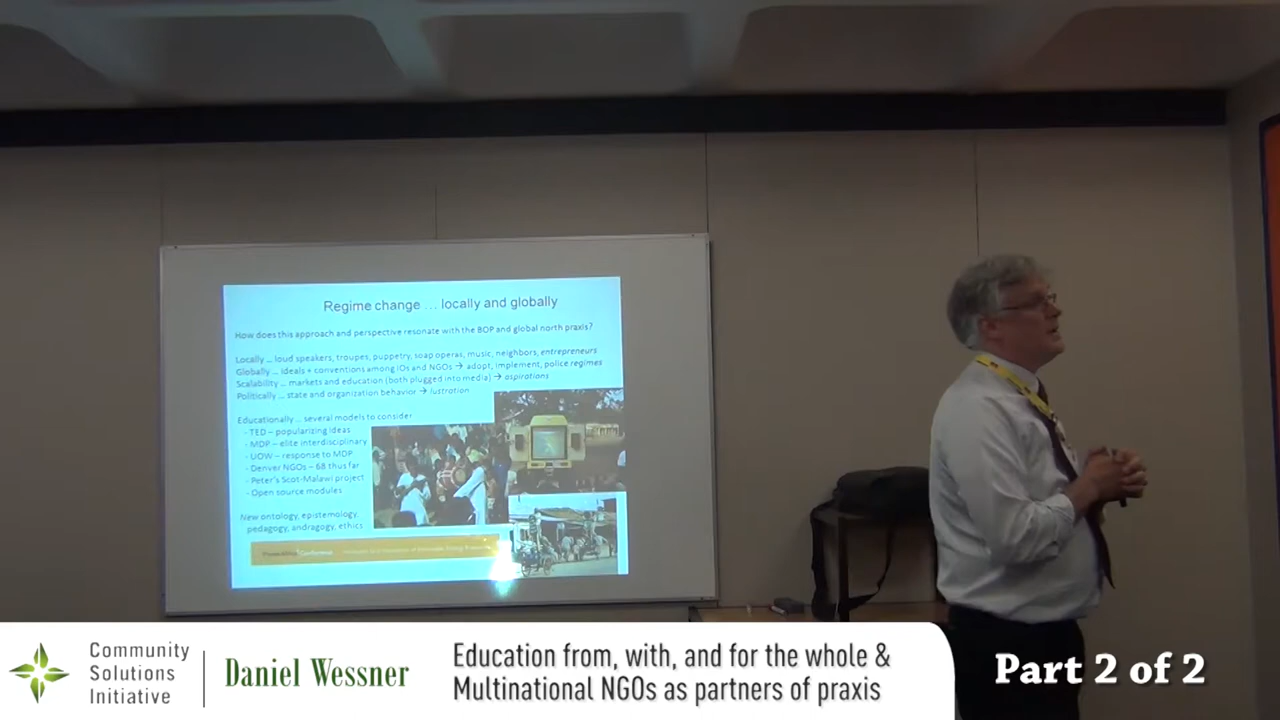 Regime change ... locally and globally
How does this approach and perspective resonate with the BOP and global north praxis?
Locally ... loud speakers, troupes, puppetry, soap operas, music, neighbors, entrepreneurs
Globally ... Ideals + conventions among IOs and NGOs → adopt, implement, police regimes
Scalability ... markets and education (both plugged into media) → aspirations
Politically ... state and organization behavior → lustration
Educationally... several models to consider
- TED – popularizing ideas
- MDP – elite interdisciplinary
- UOW – response to MDP
- Denver NGOs – 68 thus far
- Peter's Scot-Malawi project
- Open source modules
New ontology, epistemology,
pedagogy, andragogy, ethics
Conference
Community
Solutions
Initiative
Daniel Wessner
Education from, with, and for the whole &
Multinational NGOs as partners of praxis
Part 2 of 2